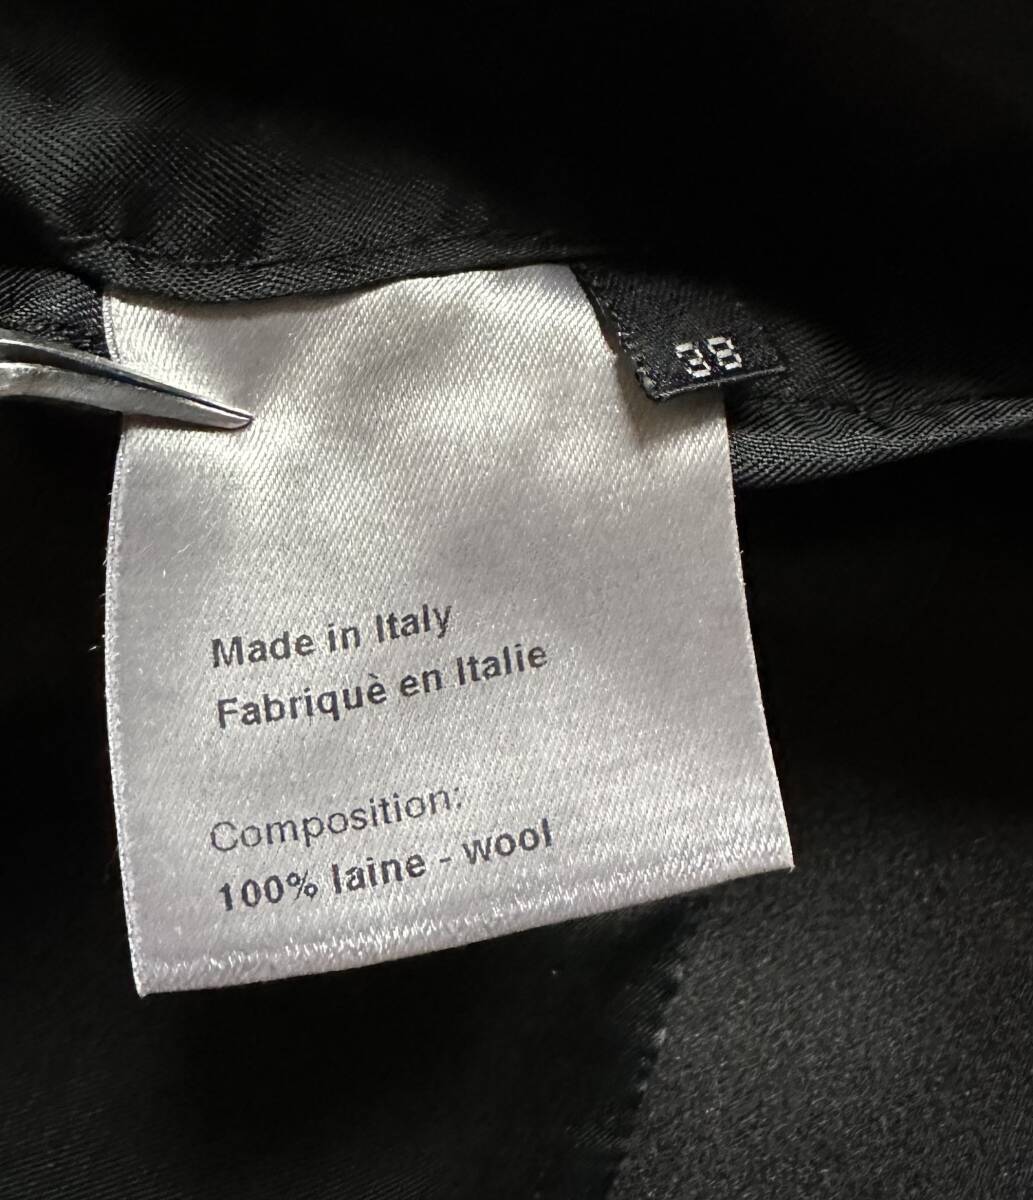 38
Made in Italy
Fabriquè en Italie
Composition:
100% laine - wool